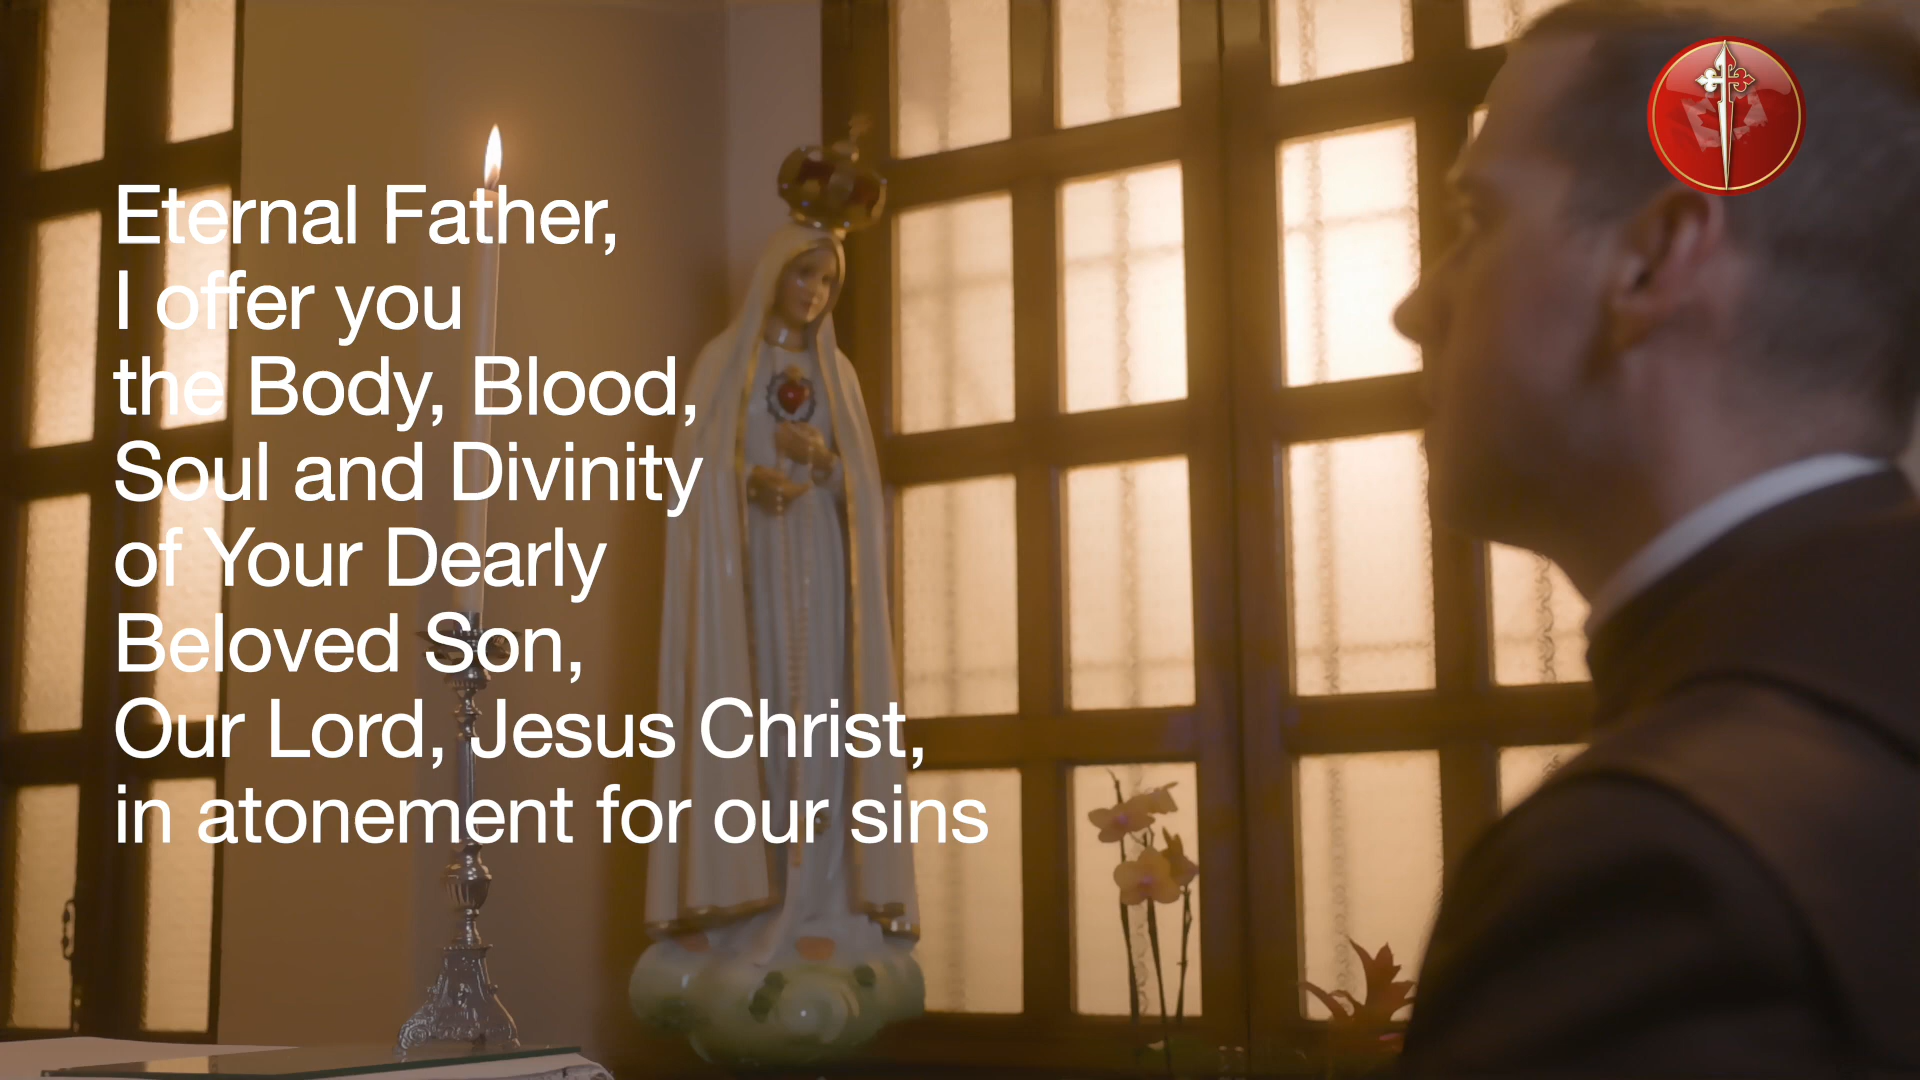 Eternal Father,
I offer you
the Body, Blood,
Soul and Divinity
of Your Dearly
Beloved Son,
Our Lord, Jesus Christ,
in atonement for our sins